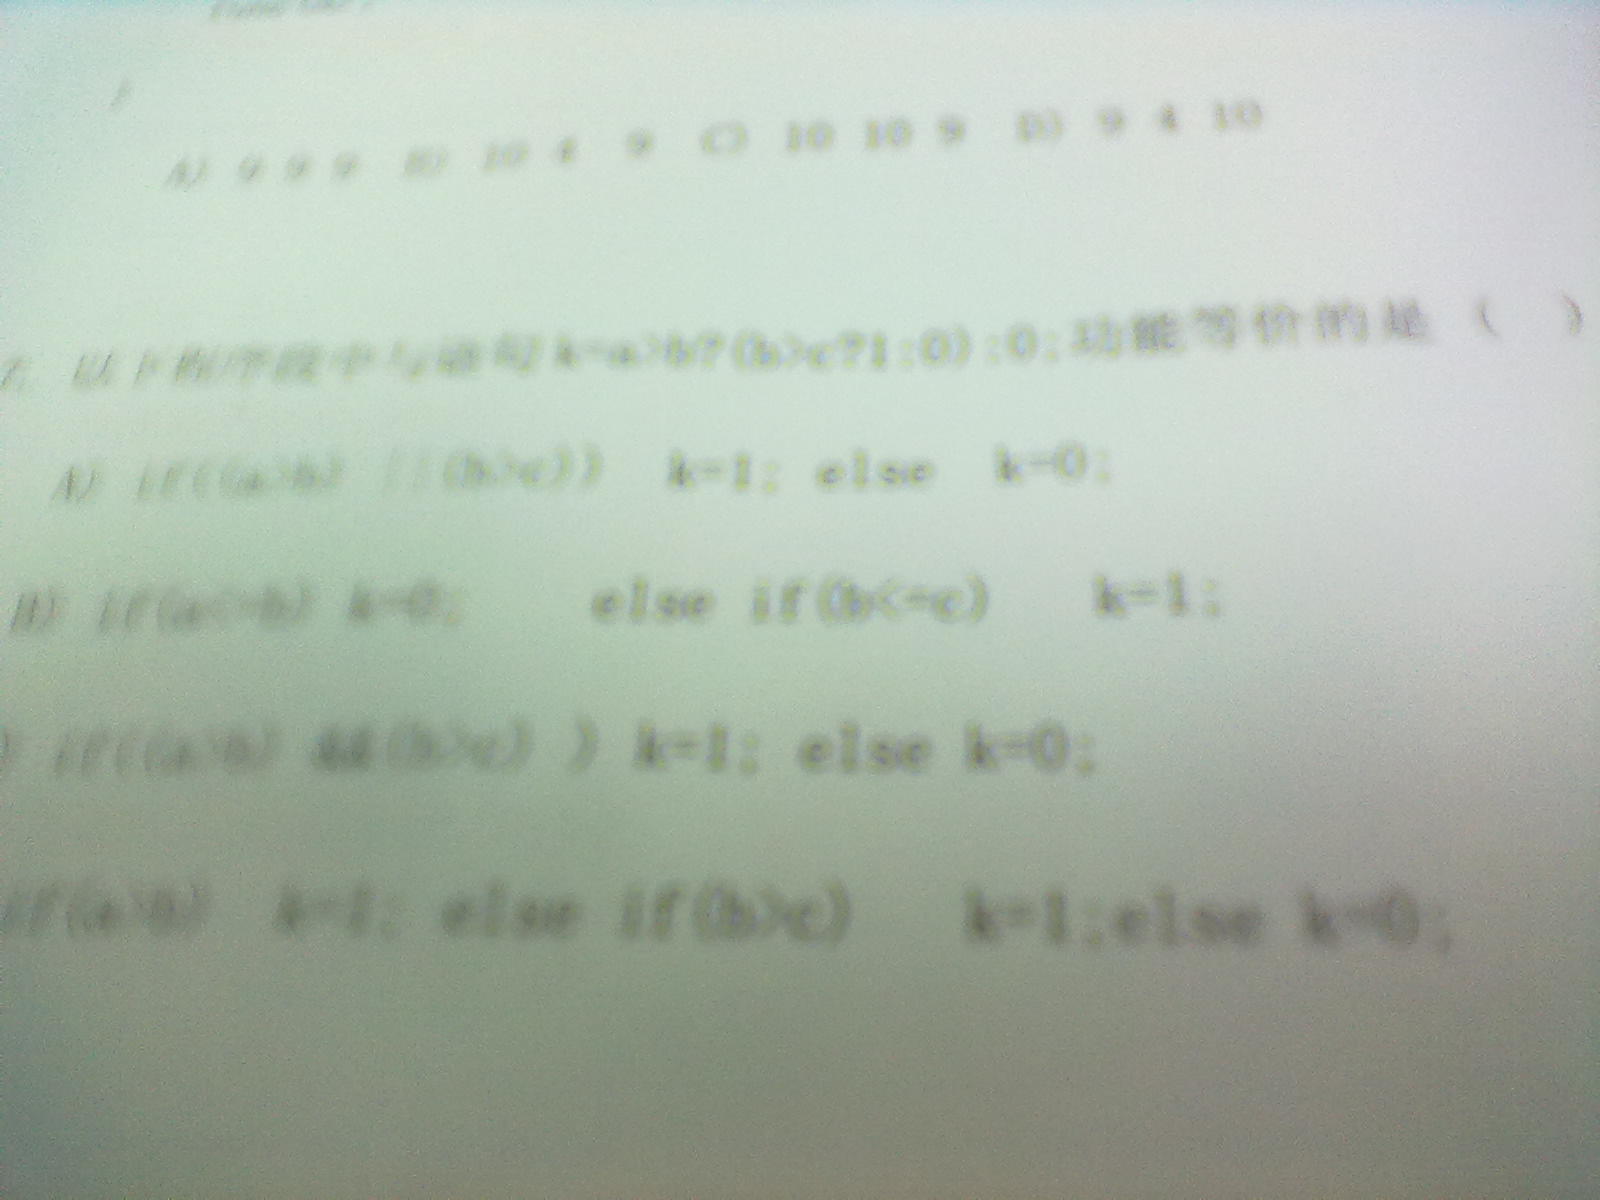 A) 9 9 9 B) 10 4 9 C) 10 10 9 D) 9 4 10
以下程序段中与语句k=a>b?(b>c?1:0):0;功能等价的是 ( )
A) if((a>b) ||(b>c)) k=1; else k=0;
B) if(a<=b) k=0; else if(b<=c) k=1;
) if((a>b) &&(b>c) ) k=1; else k=0;
if(a>b) k=1; else if(b>c) k=1;else k=0;